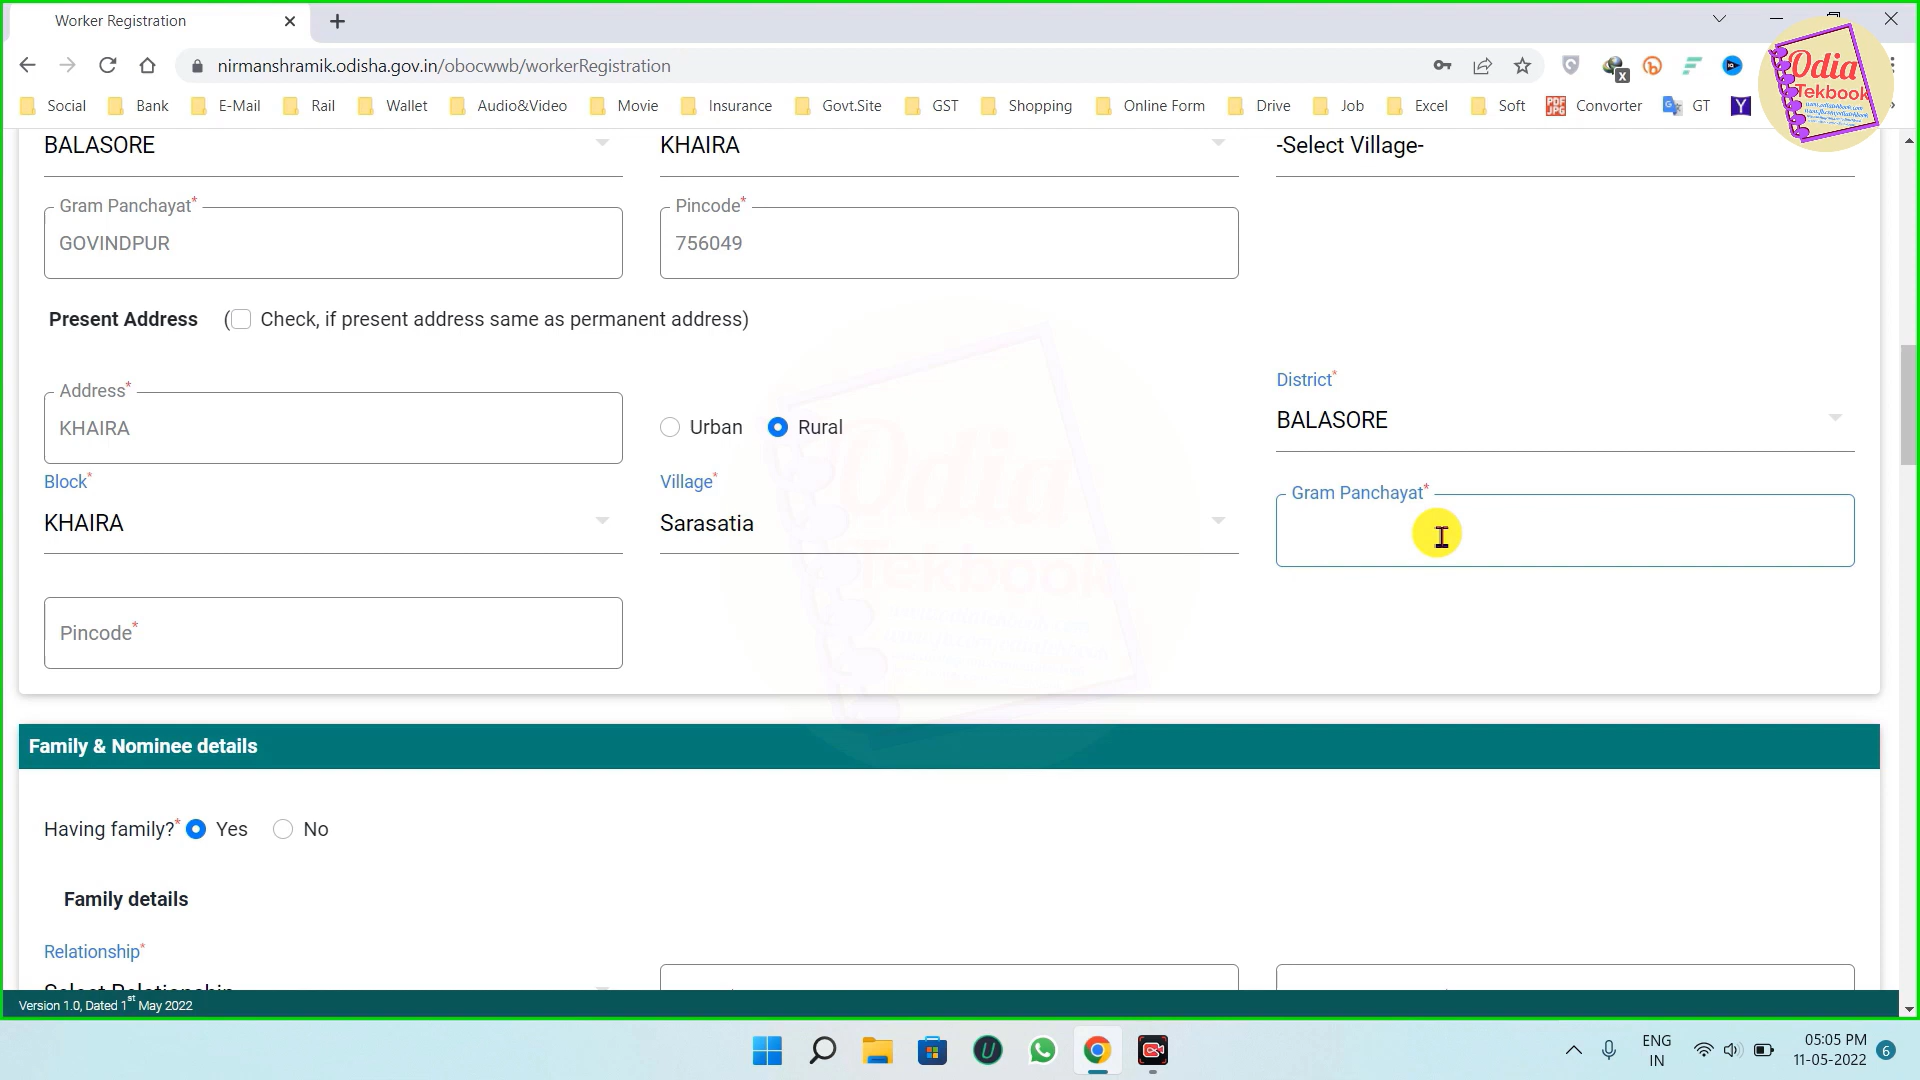 Worker Registration
nirmanshramik.odisha.gov.in/obocwwb/workerRegistration
Social Bank E-Mail Rail Wallet Audio&Video Movie Insurance Govt.Site GST Shopping Online Form Drive Job Excel Soft Converter GT
Odia
Tekbook
BALASORE KHAIRA -Select Village-
Gram Panchayat* Pincode*
GOVINDPUR 756049
Present Address ( Check, if present address same as permanent address)
Address* District*
KHAIRA Urban Rural BALASORE
Block* Village* Gram Panchayat*
KHAIRA Sarasatia
Pincode*
Family & Nominee details
Having family?* Yes No
Family details
Relationship*
Select Relationship
Version 1.0, Dated 1st May 2022
ENG
IN
05:05 PM
11-05-2022
6